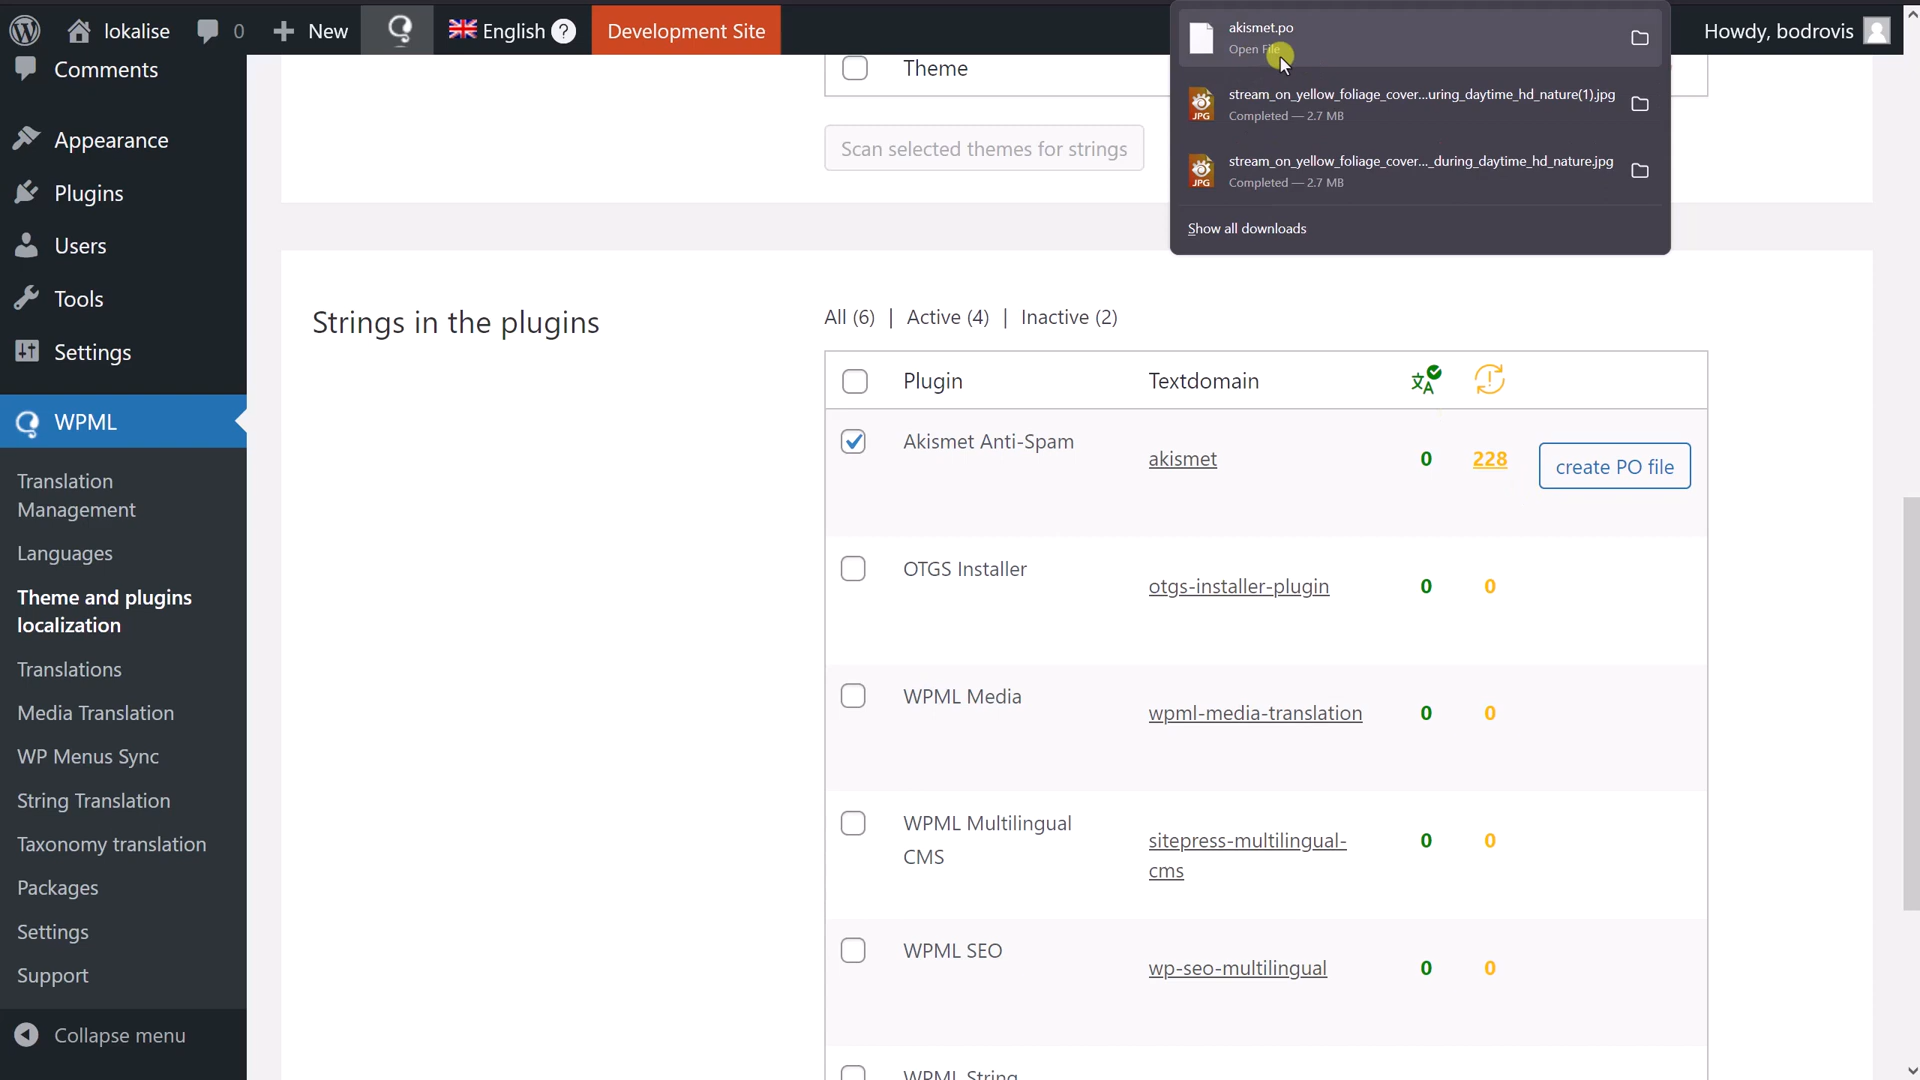 lokalise
0
New
English
?
Development Site
Howdy, bodrovis
akismet.po
Open File
stream_on_yellow_foliage_cover...uring_daytime_hd_nature(1).jpg
Completed — 2.7 MB
JPG
stream_on_yellow_foliage_cover..._during_daytime_hd_nature.jpg
Completed — 2.7 MB
JPG
Show all downloads
Comments
Appearance
Plugins
Users
Tools
Settings
WPML
Translation
Management
Languages
Theme and plugins
localization
Translations
Media Translation
WP Menus Sync
String Translation
Taxonomy translation
Packages
Settings
Support
Collapse menu
Theme
Scan selected themes for strings
Strings in the plugins
All (6) | Active (4) | Inactive (2)
Plugin Textdomain
Akismet Anti-Spam akismet 0 228 create PO file
OTGS Installer otgs-installer-plugin 0 0
WPML Media wpml-media-translation 0 0
WPML Multilingual sitepress-multilingual- 0 0
CMS cms
WPML SEO wp-seo-multilingual 0 0
WPML String